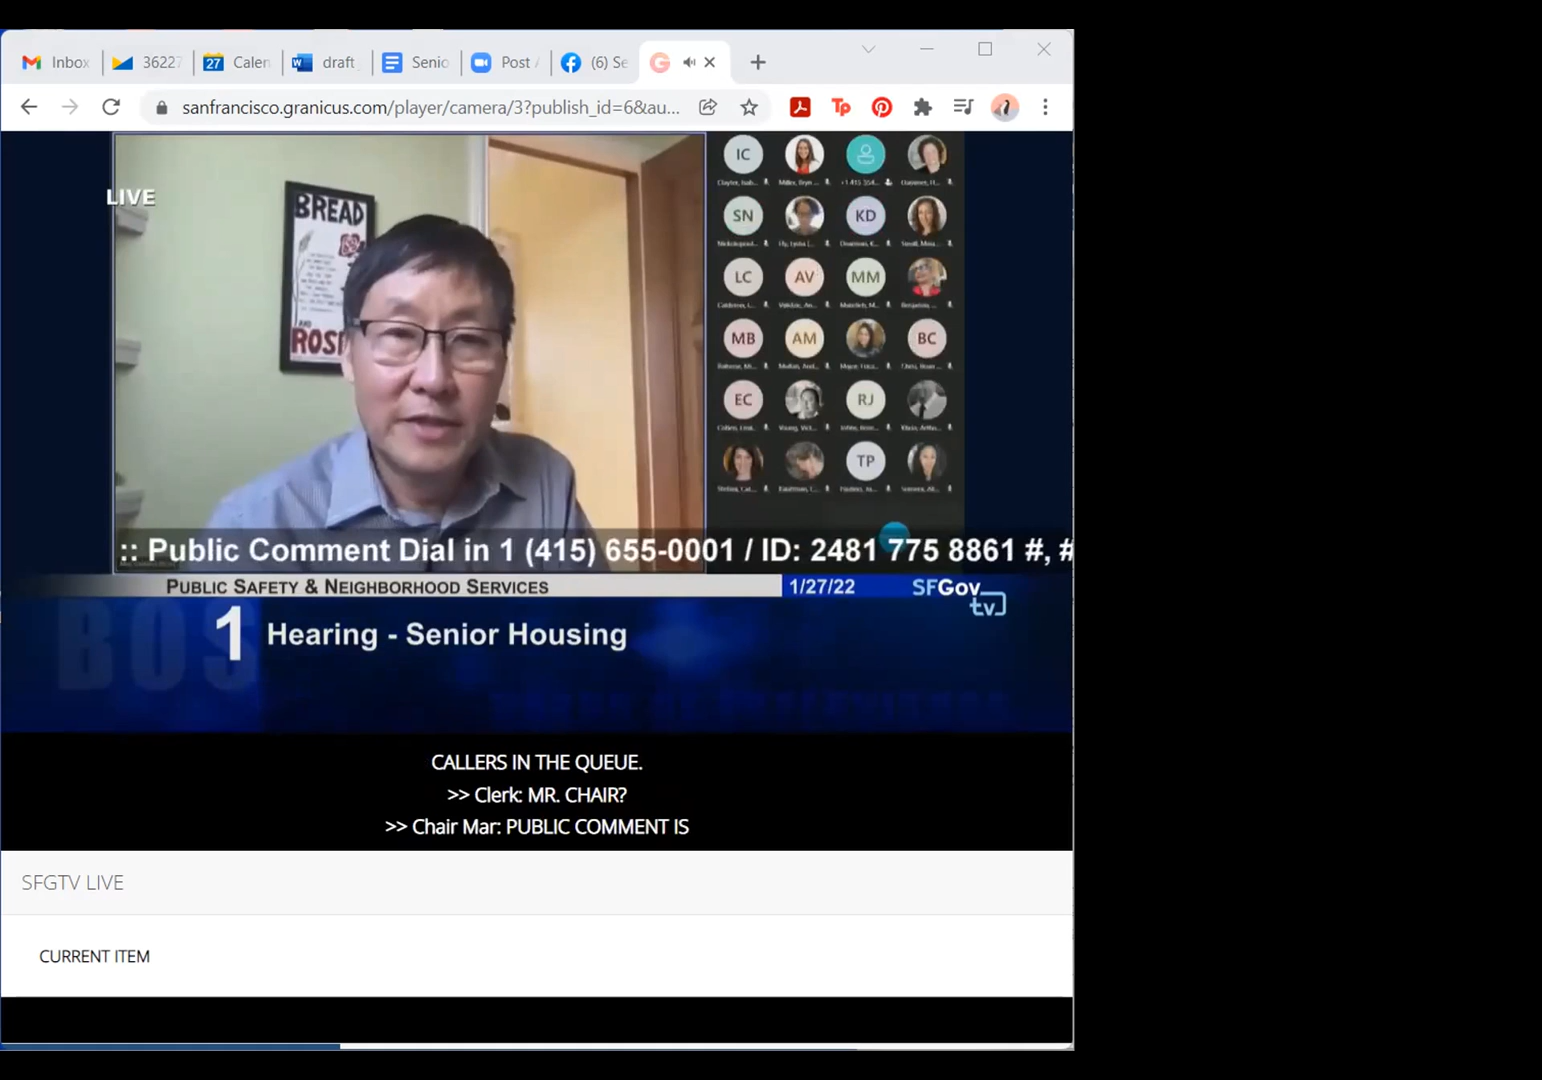 Inbox
36227
27
Calen
draft
Senio
Post
(6) Se
sanfrancisco.granicus.com/player/camera/3?publish_id=6&au...
LIVE
BREAD
AND
ROS
IC
SN
KD
LC
AV
MM
MB
AM
BC
EC
RJ
TP
:: Public Comment Dial in 1 (415) 655-0001 / ID: 2481 775 8861 #, #
PUBLIC SAFETY & NEIGHBORHOOD SERVICES
1/27/22
SFGov
tv
BOS
1 Hearing - Senior Housing
CALLERS IN THE QUEUE.
>> Clerk: MR. CHAIR?
>> Chair Mar: PUBLIC COMMENT IS
SFGTV LIVE
CURRENT ITEM